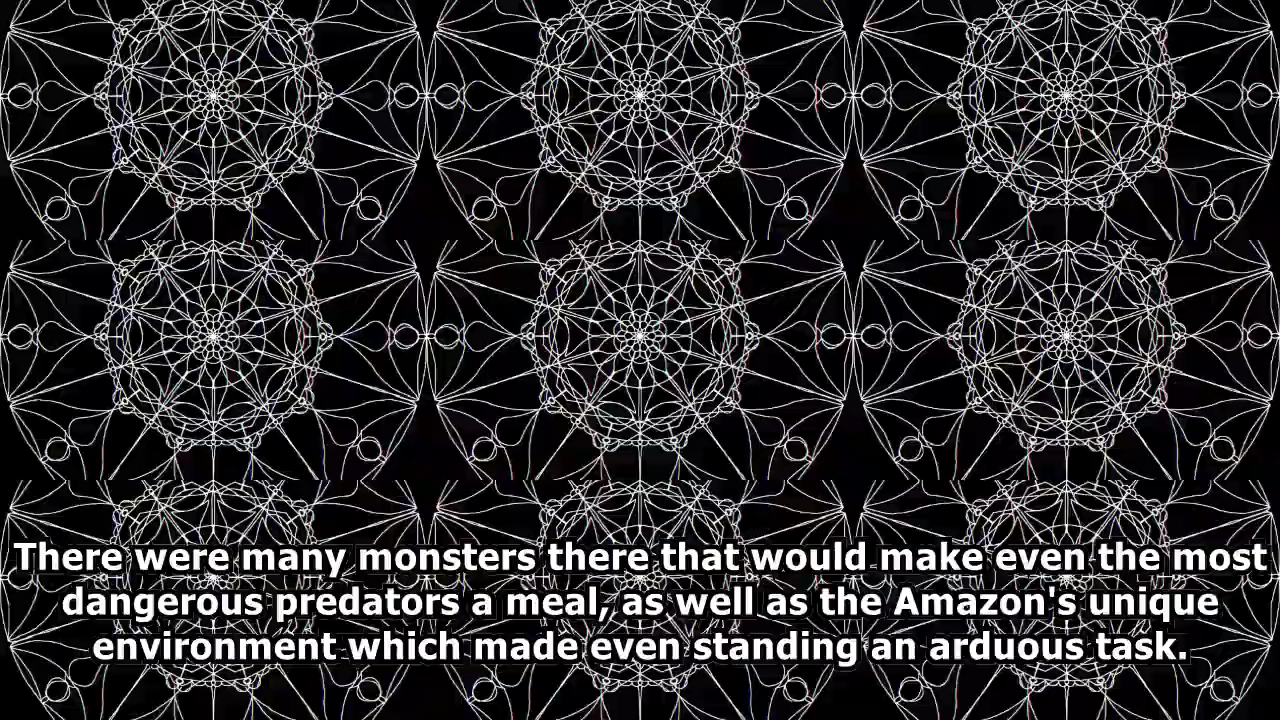 There were many monsters there that would make even the most
dangerous predators a meal, as well as the Amazon's unique
environment which made even standing an arduous task.